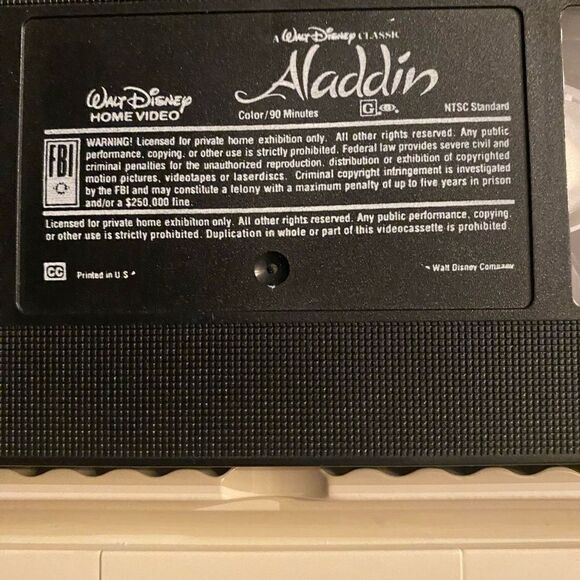 A Walt Disney CLASSIC
Aladdin
Walt Disney
HOME VIDEO
Color/90 Minutes
G
NTSC Standard
FBI
WARNING! Licensed for private home exhibition only. All other rights reserved. Any public
performance, copying, or other use is strictly prohibited. Federal law provides severe civil and
criminal penalties for the unauthorized reproduction, distribution or exhibition of copyrighted
motion pictures, videotapes or laserdiscs. Criminal copyright infringement is investigated
by the FBI and may constitute a felony with a maximum penalty of up to five years in prison
and/or a $250,000 fine.
Licensed for private home exhibition only. All other rights reserved. Any public performance, copying,
or other use is strictly prohibited. Duplication in whole or part of this videocassette is prohibited.
CC
Printed in U S
Walt Disney Company